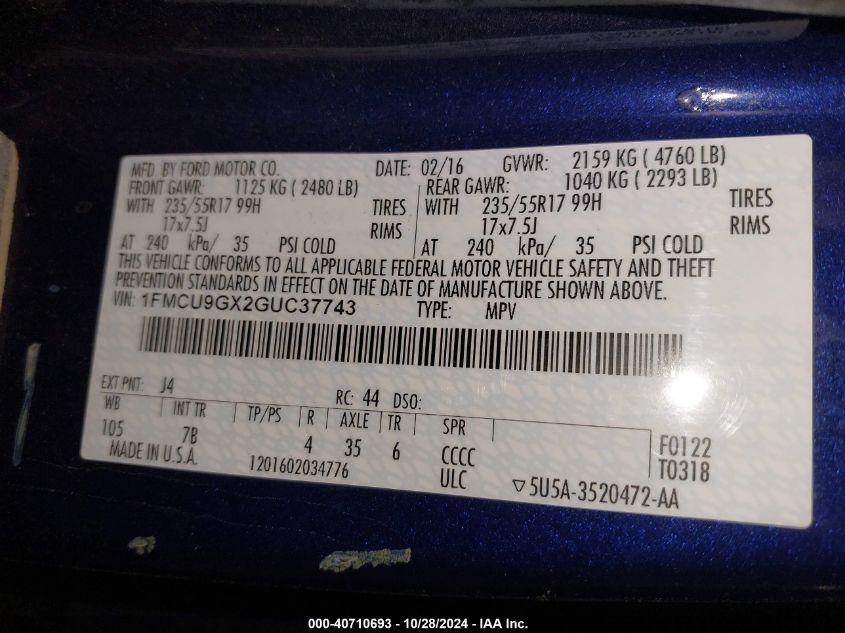 MFD. BY FORD MOTOR CO. DATE: 02/16 GVWR: 2159 KG ( 4760 LB)
FRONT GAWR: 1125 KG ( 2480 LB) REAR GAWR: 1040 KG ( 2293 LB)
WITH 235/55R17 99H TIRES WITH 235/55R17 99H TIRES
17x7.5J RIMS 17x7.5J RIMS
AT 240 kPa/ 35 PSI COLD AT 240 kPa/ 35 PSI COLD
THIS VEHICLE CONFORMS TO ALL APPLICABLE FEDERAL MOTOR VEHICLE SAFETY AND THEFT
PREVENTION STANDARDS IN EFFECT ON THE DATE OF MANUFACTURE SHOWN ABOVE.
VIN: 1FMCU9GX2GUC37743 TYPE: MPV
EXT PNT: J4 RC: 44 DSO:
WB INT TR TP/PS R AXLE TR SPR
105 7B 4 35 6 CCCC F0122
MADE IN U.S.A. 1201602034776 ULC T0318
▽5U5A-3520472-AA
000-40710693 - 10/28/2024 - IAA Inc.